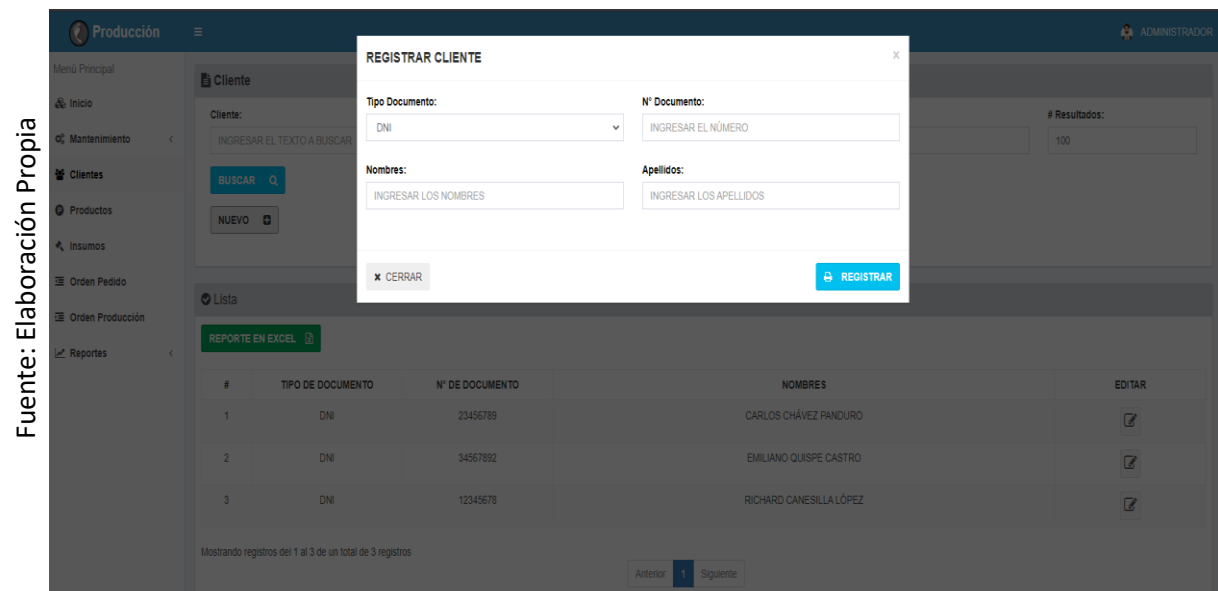 Fuente: Elaboración Propia
Producción
ADMINISTRADOR
Menú Principal
Inicio
Mantenimiento
Clientes
Productos
Insumos
Orden Pedido
Orden Producción
Reportes
Cliente
Cliente:
INGRESAR EL TEXTO A BUSCAR
# Resultados:
100
BUSCAR
NUEVO
REGISTRAR CLIENTE
x
Tipo Documento:
N° Documento:
DNI
INGRESAR EL NÚMERO
Nombres:
Apellidos:
INGRESAR LOS NOMBRES
INGRESAR LOS APELLIDOS
CERRAR
REGISTRAR
Lista
REPORTE EN EXCEL
# TIPO DE DOCUMENTO N° DE DOCUMENTO NOMBRES EDITAR
1 DNI 23456789 CARLOS CHÁVEZ PANDURO
2 DNI 34567892 EMILIANO QUISPE CASTRO
3 DNI 12345678 RICHARD CANESILLA LÓPEZ
Mostrando registros del 1 al 3 de un total de 3 registros
Anterior 1 Siguiente